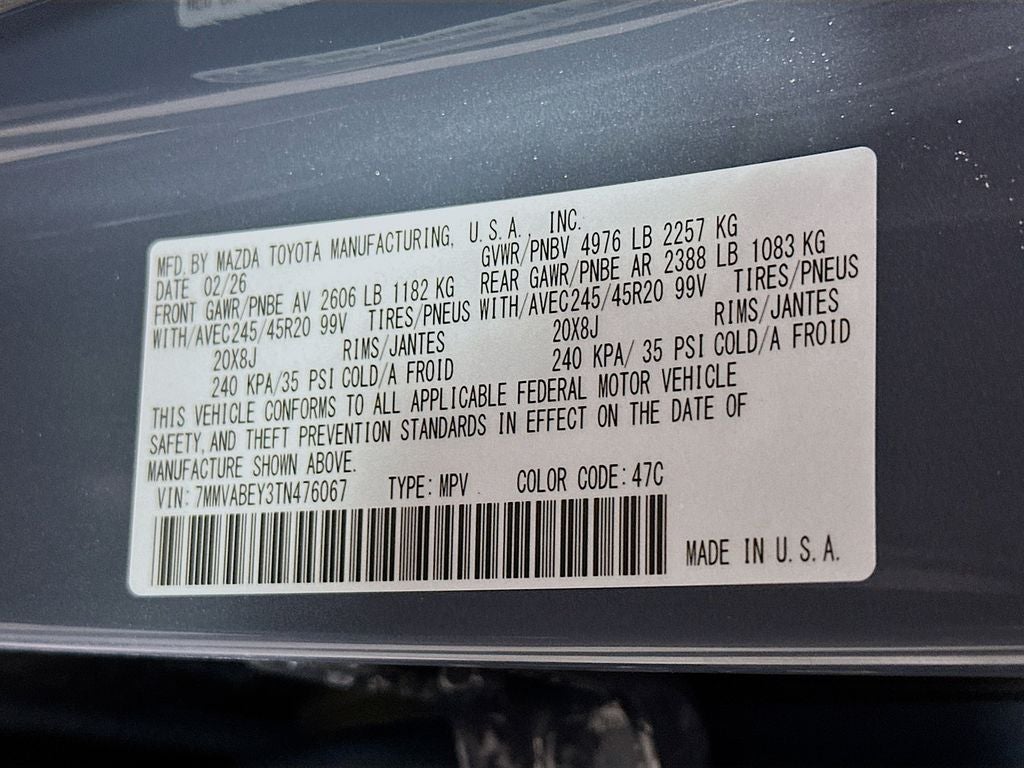 MFD. BY MAZDA TOYOTA MANUFACTURING, U.S.A., INC.
DATE 02/26 GVWR/PNBV 4976 LB 2257 KG
FRONT GAWR/PNBE AV 2606 LB 1182 KG REAR GAWR/PNBE AR 2388 LB 1083 KG
WITH/AVEC245/45R20 99V TIRES/PNEUS WITH/AVEC245/45R20 99V TIRES/PNEUS
20X8J RIMS/JANTES 20X8J RIMS/JANTES
240 KPA/35 PSI COLD/A FROID 240 KPA/ 35 PSI COLD/A FROID
THIS VEHICLE CONFORMS TO ALL APPLICABLE FEDERAL MOTOR VEHICLE
SAFETY, AND THEFT PREVENTION STANDARDS IN EFFECT ON THE DATE OF
MANUFACTURE SHOWN ABOVE.
VIN: 7MMVABEY3TN476067 TYPE: MPV COLOR CODE: 47C
MADE IN U.S.A.